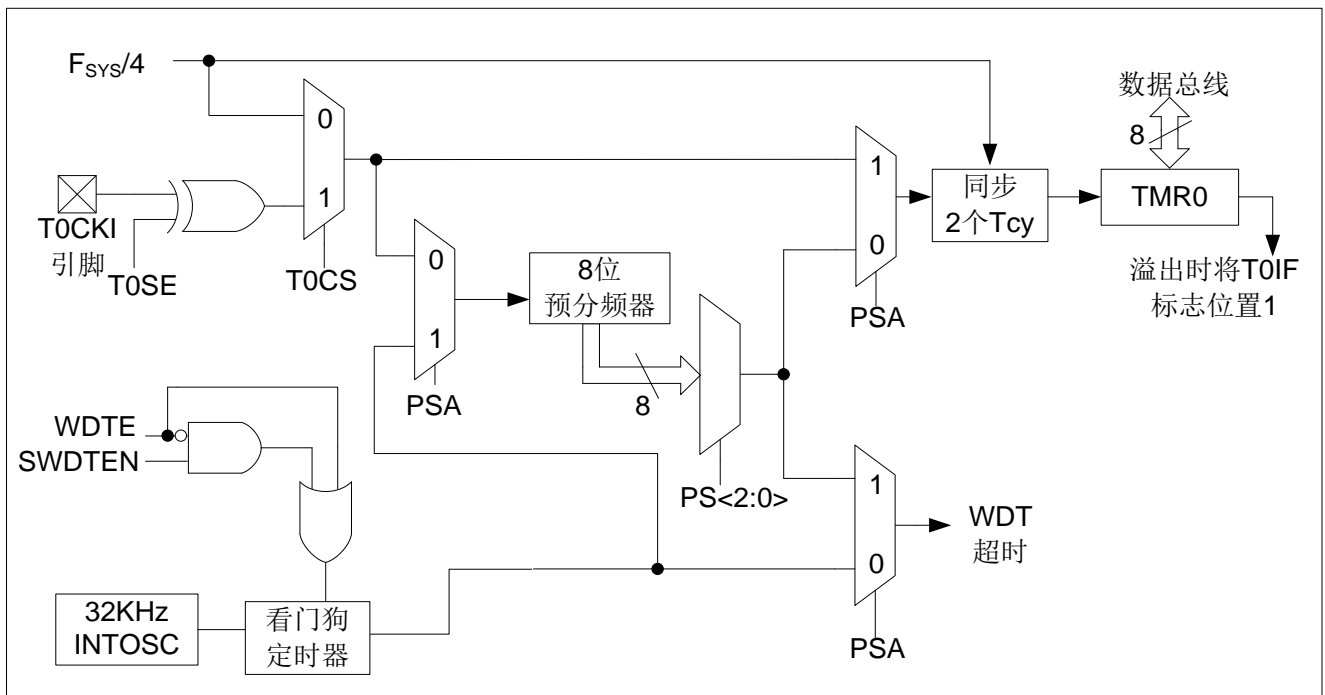 FSYS/4
数据总线
8
0
1
T0CKI
引脚
T0SE
T0CS
1
0
PSA
同步
2个Tcy
TMR0
溢出时将T0IF
标志位置1
0
1
PSA
8位
预分频器
8
PS<2:0>
WDTE
SWDTEN
1
0
PSA
WDT
超时
32KHz
INTOSC
看门狗
定时器